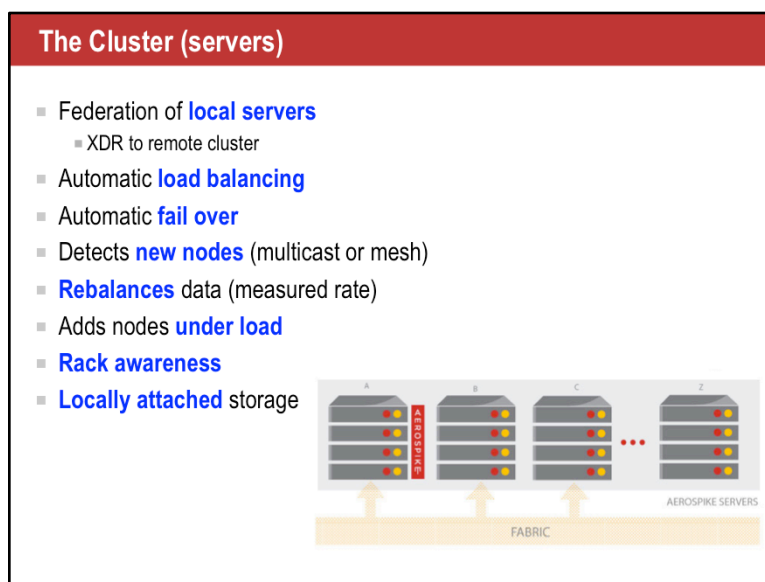 The Cluster (servers)
Federation of local servers
XDR to remote cluster
Automatic load balancing
Automatic fail over
Detects new nodes (multicast or mesh)
Rebalances data (measured rate)
Adds nodes under load
Rack awareness
Locally attached storage
A
B
C
Z
AEROSPIKE
AEROSPIKE SERVERS
FABRIC